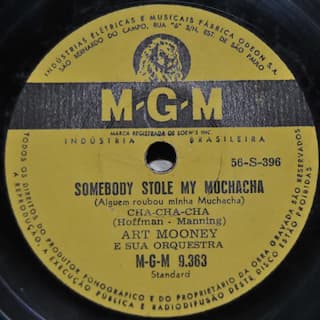 INDÚSTRIAS ELÉTRICAS E MUSICAIS FÁBRICA ODEON S.A.
SÃO BERNARDO DO CAMPO, RUA "G" S/N. EST. DE SÃO PAULO
M-G-M
MARCA REGISTRADA DE LOEW'S INC.
INDÚSTRIA BRASILEIRA
56-S-396
SOMEBODY STOLE MY MUCHACHA
(Alguem roubou minha Muchacha)
CHA-CHA-CHA
(Hoffman - Manning)
ART MOONEY
E SUA ORQUESTRA
M-G-M 9.363
Standard
TODOS OS DIREITOS DO PRODUTOR FONOGRÁFICO E DO PROPRIETÁRIO DA OBRA GRAVADA SÃO RESERVADOS
A REPRODUÇÃO, A EXECUÇÃO PÚBLICA E RADIODIFUSÃO DESTE DISCO ESTÃO PROIBIDAS